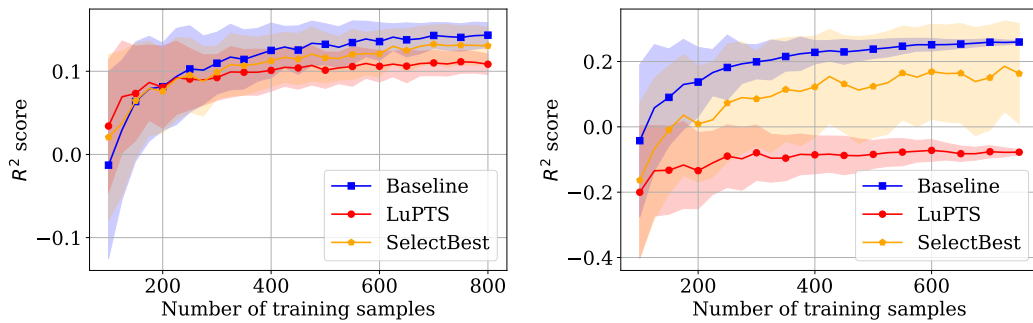 0.1
0.0
−0.1
R² score
200
400
600
800
Number of training samples
Baseline
LuPTS
SelectBest
0.2
0.0
−0.2
−0.4
R² score
200
400
600
Number of training samples
Baseline
LuPTS
SelectBest